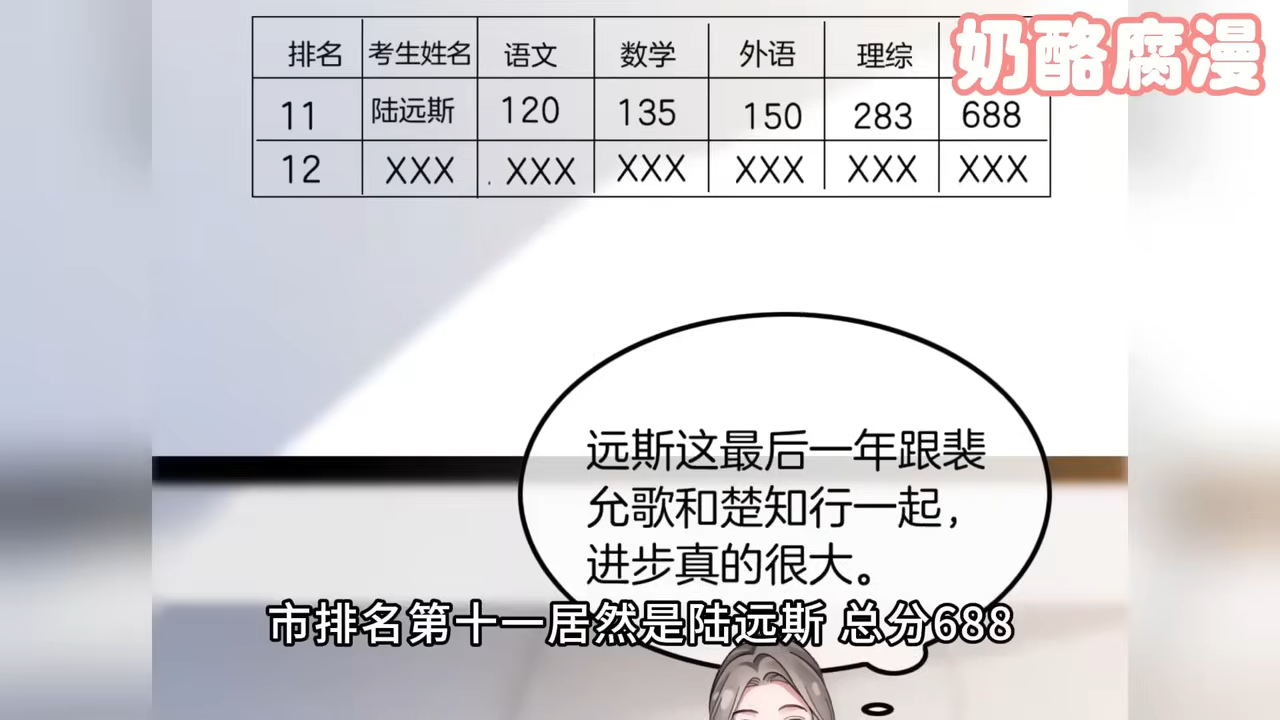 奶酪腐漫
排名 考生姓名 语文 数学 外语 理综
11 陆远斯 120 135 150 283 688
12 XXX . XXX XXX XXX XXX XXX
远斯这最后一年跟裴
允歌和楚知行一起，
进步真的很大。
市排名第十一居然是陆远斯 总分688